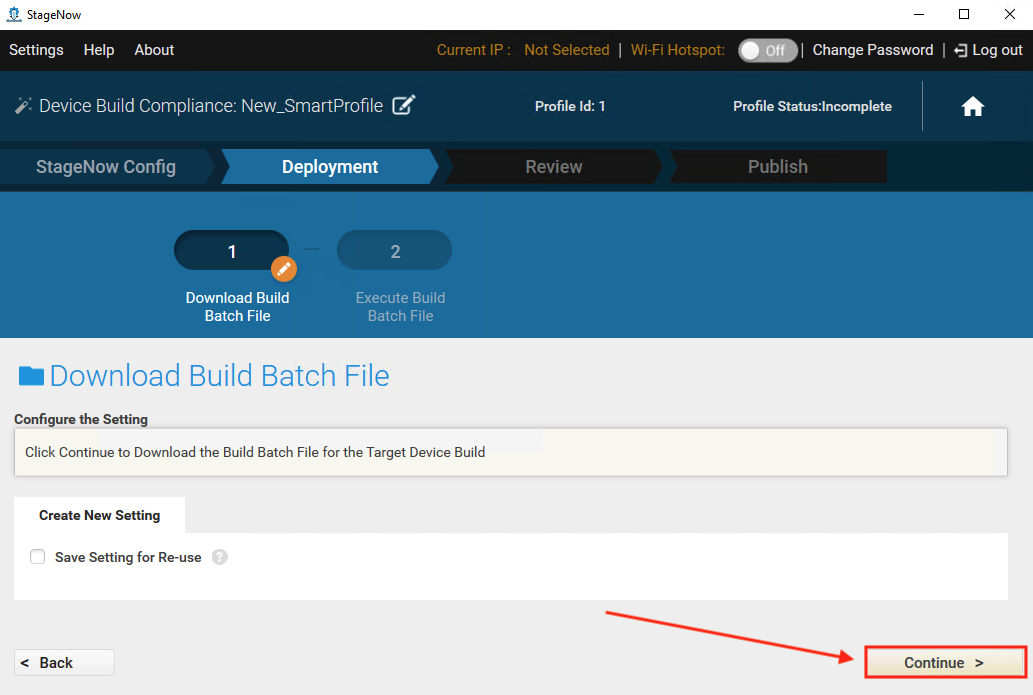 StageNow
Settings Help About Current IP : Not Selected | Wi-Fi Hotspot: Off | Change Password | Log out
Device Build Compliance: New_SmartProfile Profile Id: 1 Profile Status:Incomplete
StageNow Config Deployment Review Publish
1 2
Download Build
Batch File
Execute Build
Batch File
Download Build Batch File
Configure the Setting
Click Continue to Download the Build Batch File for the Target Device Build
Create New Setting
Save Setting for Re-use ?
< Back Continue >